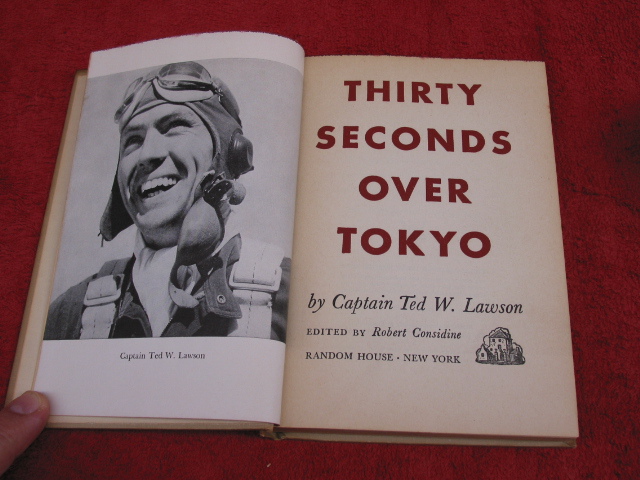 Captain Ted W. Lawson
THIRTY
SECONDS
OVER
TOKYO
by Captain Ted W. Lawson
EDITED BY Robert Considine
RANDOM HOUSE · NEW YORK